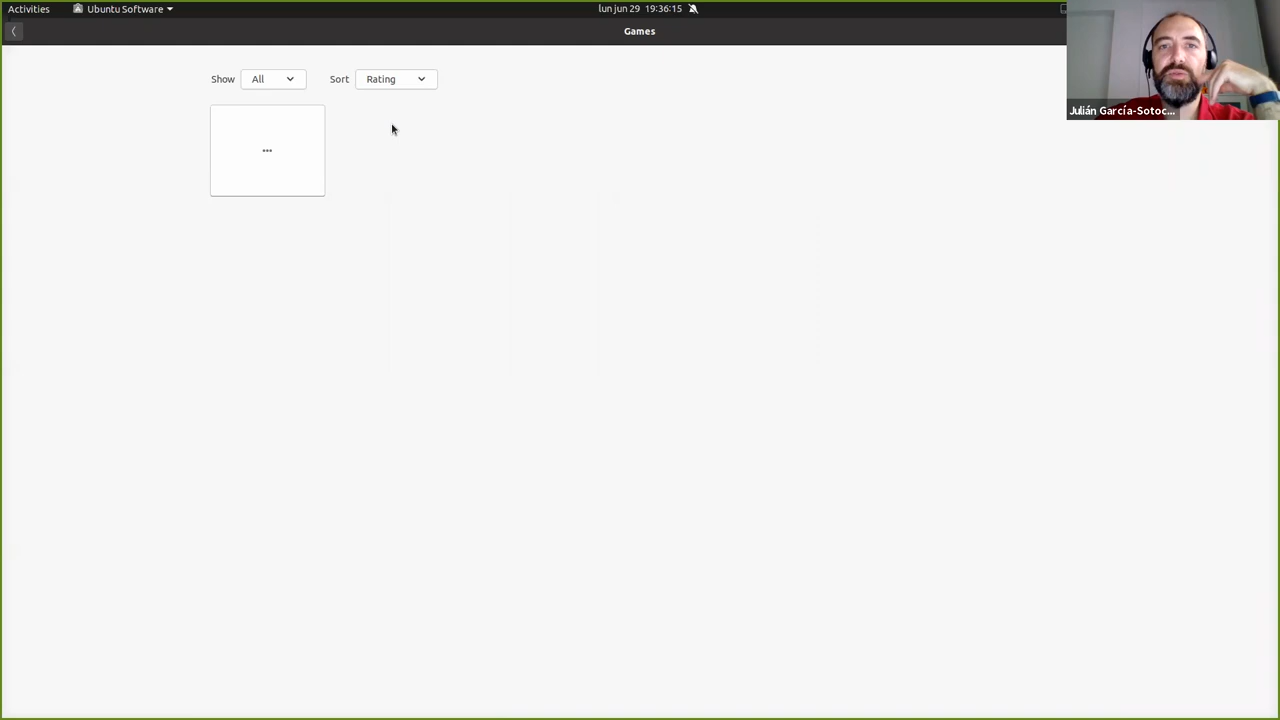 Activities Ubuntu Software lun jun 29 19:36:15
Games
Show All Sort Rating
...
Julián García-Sotoc...